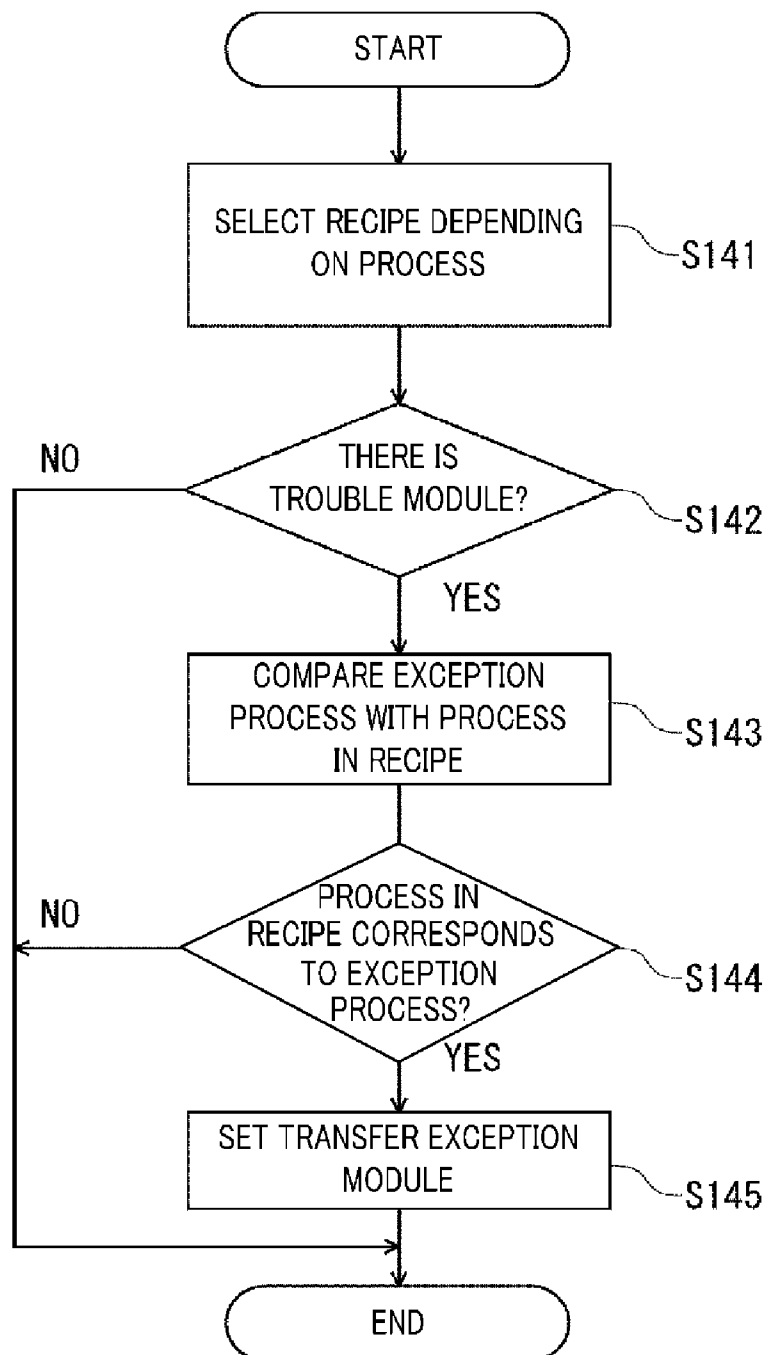 START
SELECT RECIPE DEPENDING
ON PROCESS
S141
NO
THERE IS
TROUBLE MODULE?
S142
YES
COMPARE EXCEPTION
PROCESS WITH PROCESS
IN RECIPE
S143
NO
PROCESS IN
RECIPE CORRESPONDS
TO EXCEPTION
PROCESS?
S144
YES
SET TRANSFER EXCEPTION
MODULE
S145
END